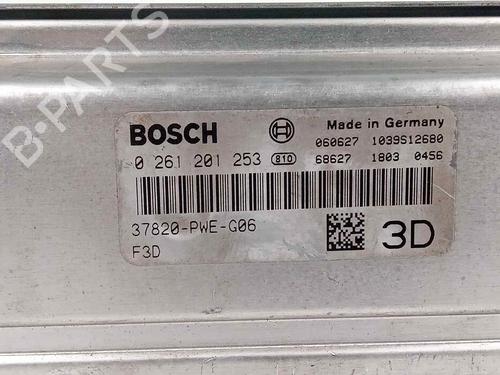 B-PARTS
BOSCH
Made in Germany
060627 1039S12680
0 261 201 253 810
68627 1803 0456
37820-PWE-G06
F3D
3D